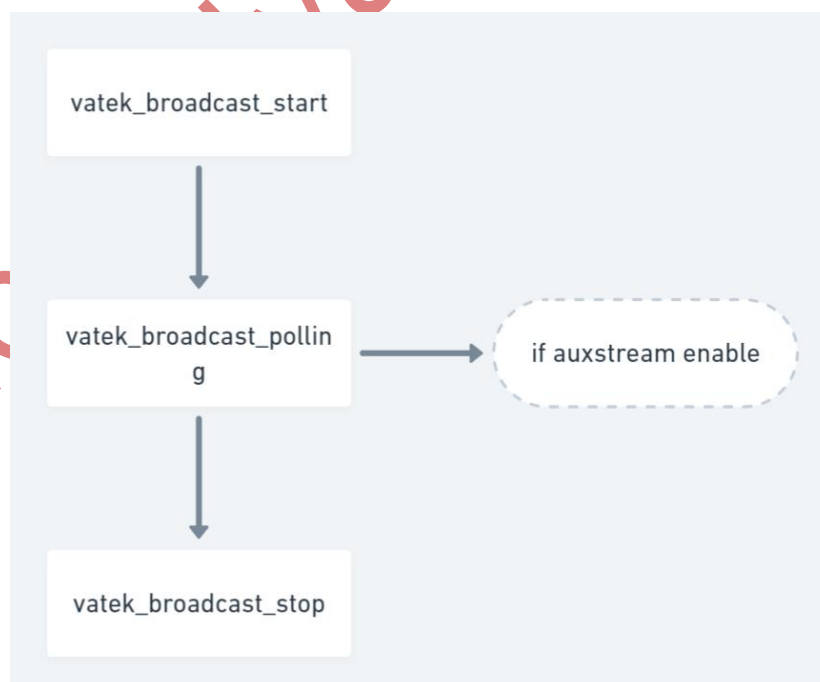 vatek_broadcast_start
vatek_broadcast_pollin
g
if auxstream enable
vatek_broadcast_stop